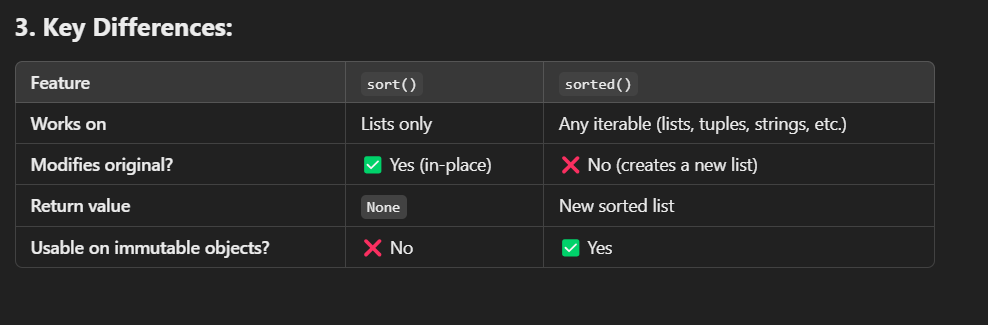 3. Key Differences:
Feature sort() sorted()
Works on Lists only Any iterable (lists, tuples, strings, etc.)
Modifies original? ✅ Yes (in-place) ❌ No (creates a new list)
Return value None New sorted list
Usable on immutable objects? ❌ No ✅ Yes